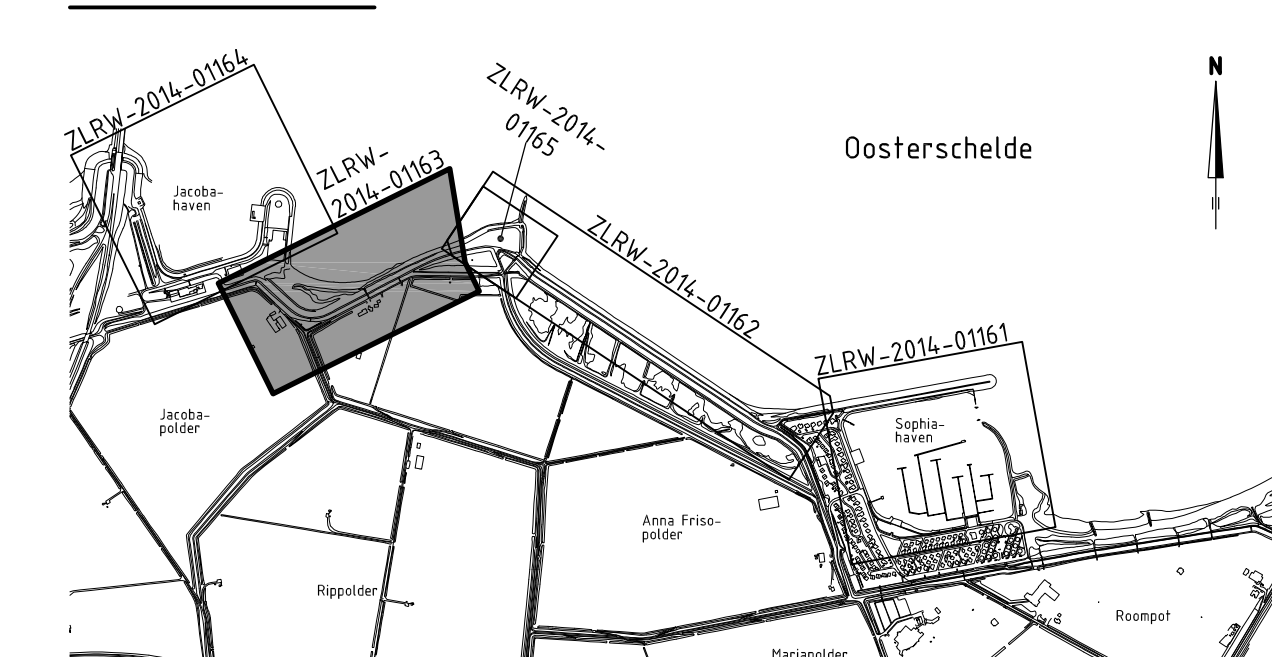 N
ZLRW-2014-01164
ZLRW-2014-
01165
Oosterschelde
ZLRW-
2014-01163
Jacoba-
haven
ZLRW-2014-01162
ZLRW-2014-01161
Jacoba-
polder
Sophia-
haven
Anna Friso-
polder
Rippolder
Roompot
Mariapolder